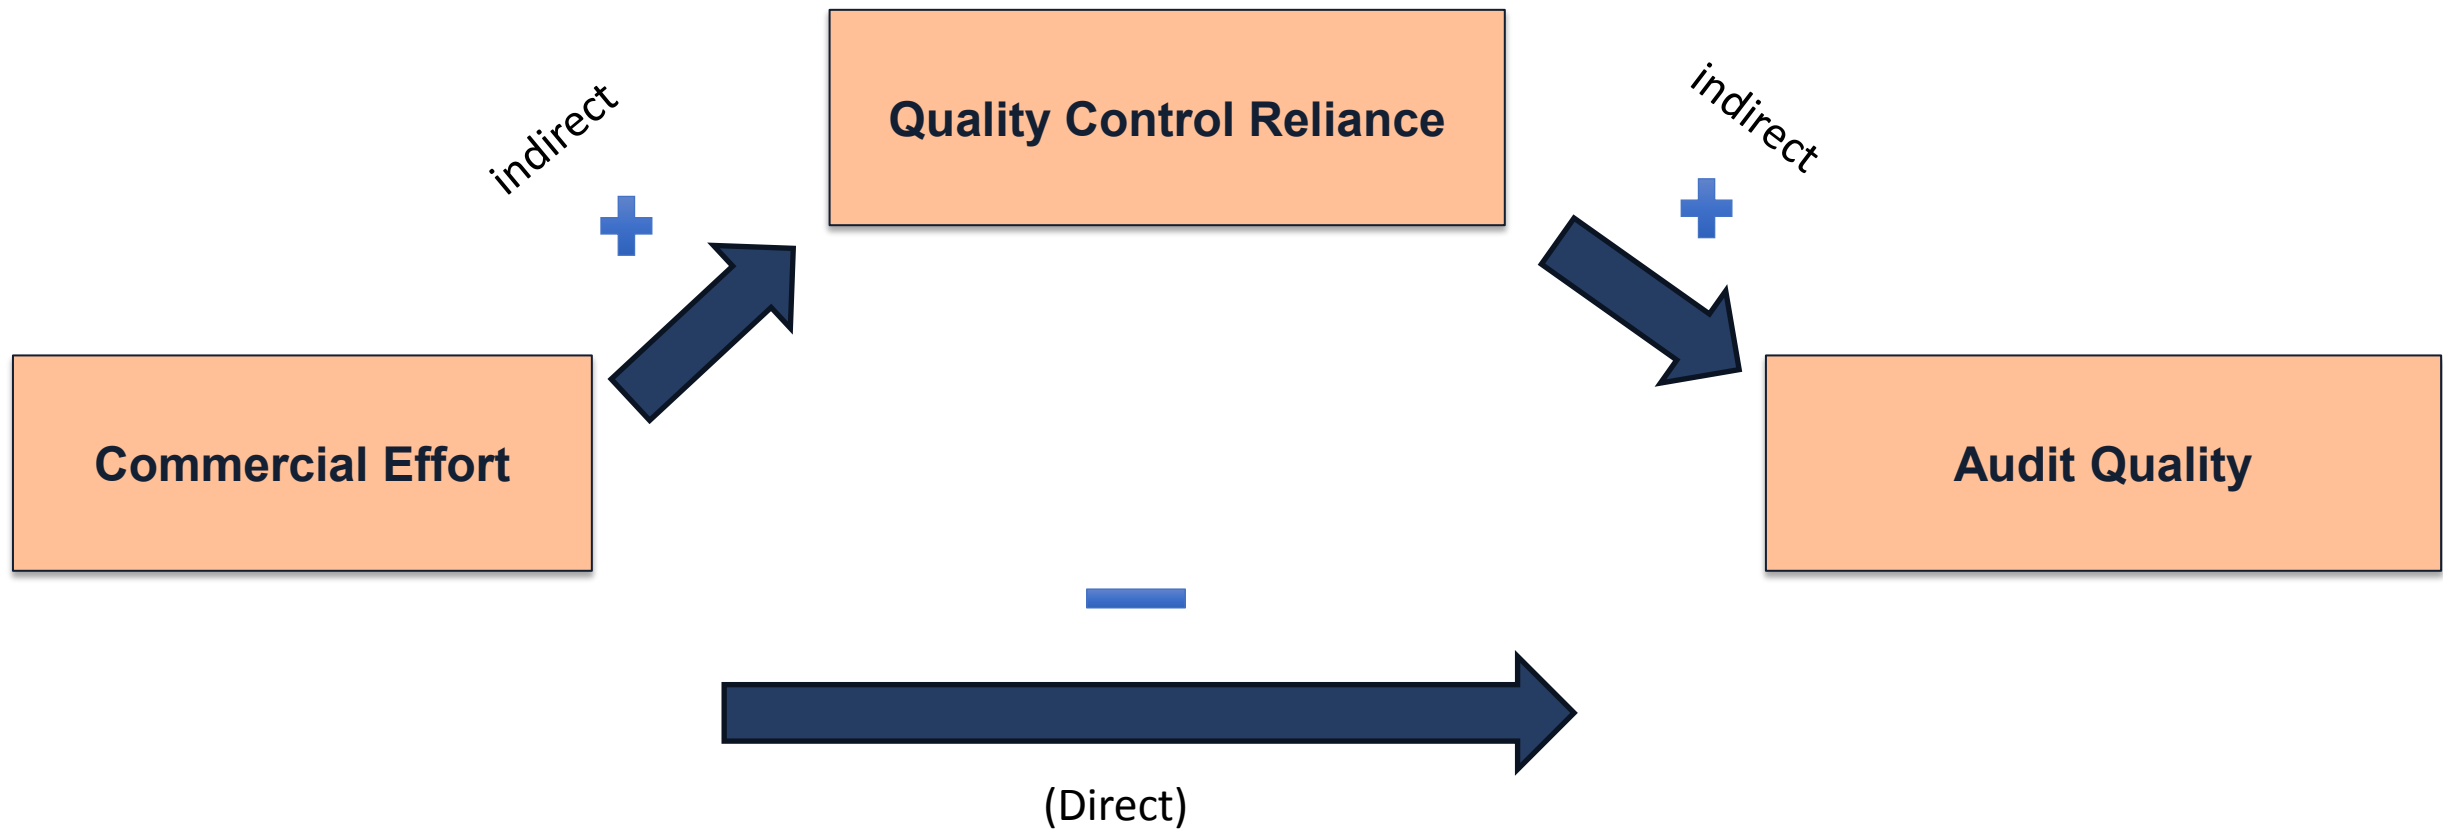 Quality Control Reliance
indirect
indirect
Commercial Effort
Audit Quality
(Direct)